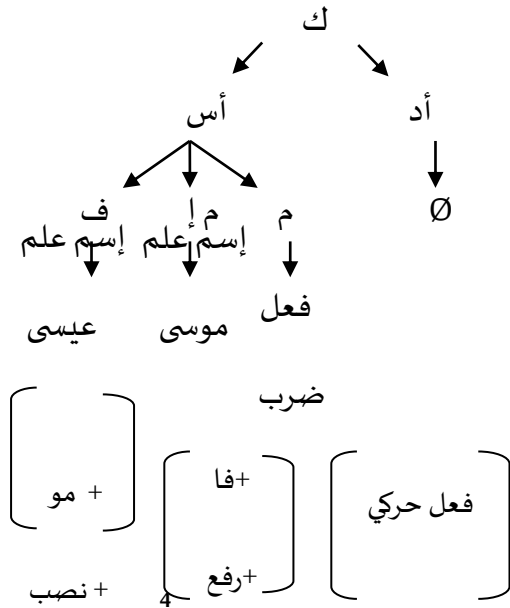 ك
أد أس
Ø م م إ ف
إسم علم إسم علم
فعل موسى عيسى
ضرب
فعل حركي +فا + مو
+رفع + نصب
4